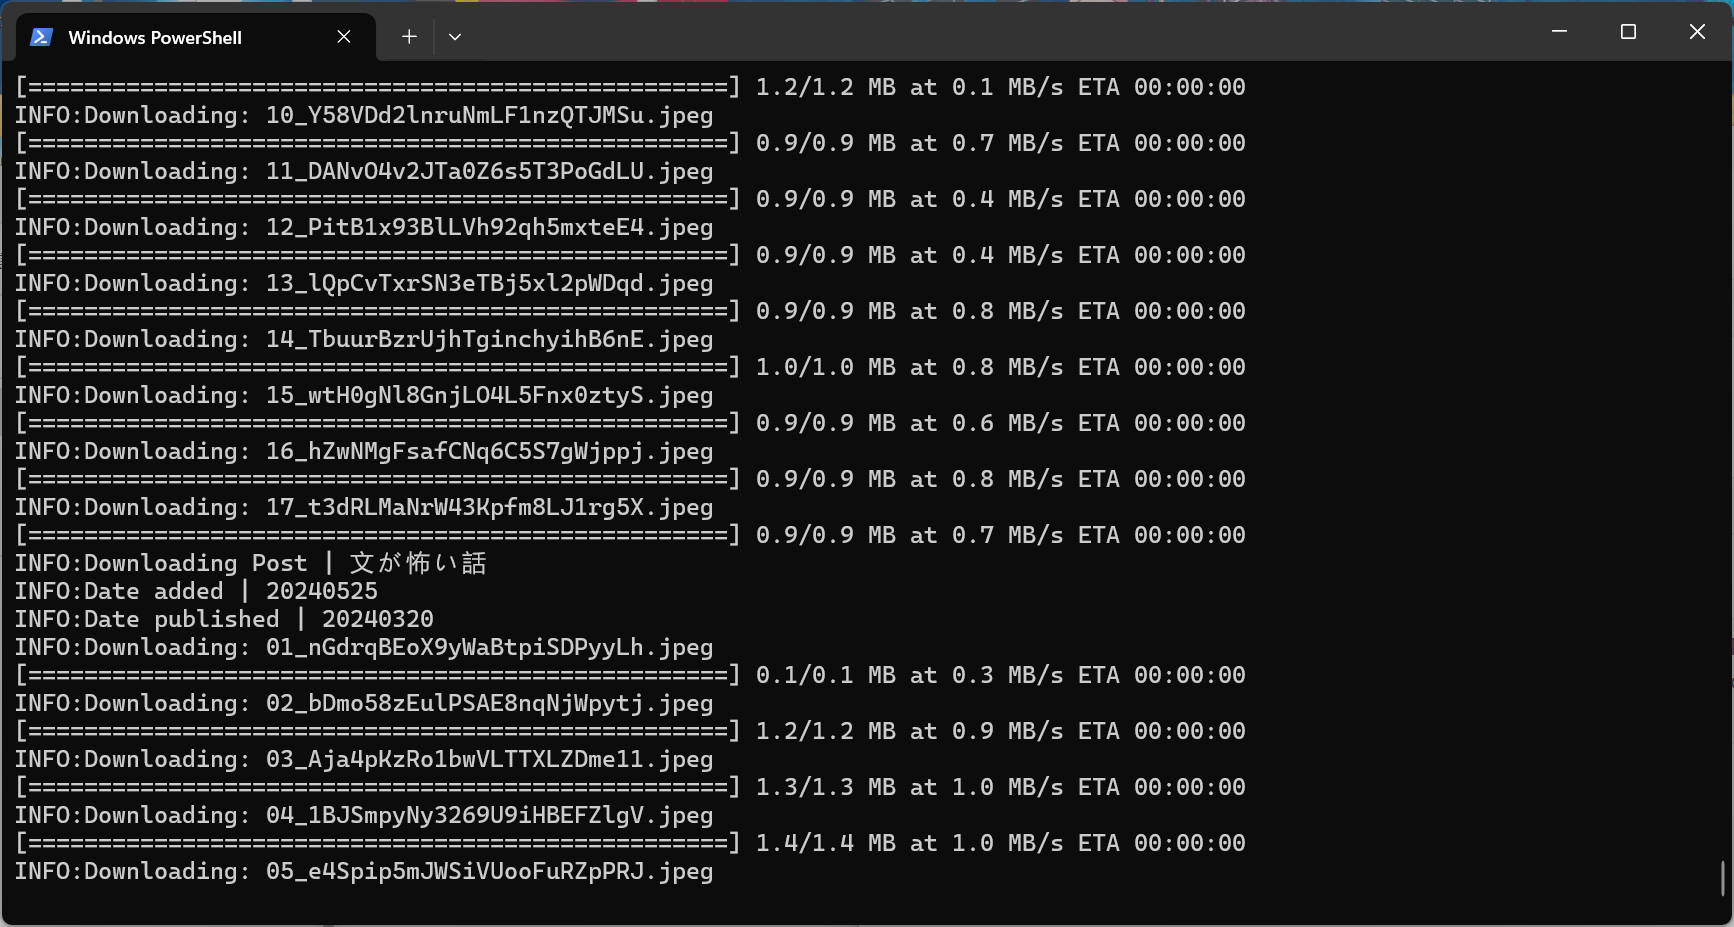 Windows PowerShell
[==================================================] 1.2/1.2 MB at 0.1 MB/s ETA 00:00:00
INFO:Downloading: 10_Y58VDd2lnruNmLF1nzQTJMSu.jpeg
[==================================================] 0.9/0.9 MB at 0.7 MB/s ETA 00:00:00
INFO:Downloading: 11_DANvO4v2JTa0Z6s5T3PoGdLU.jpeg
[==================================================] 0.9/0.9 MB at 0.4 MB/s ETA 00:00:00
INFO:Downloading: 12_PitB1x93BlLVh92qh5mxteE4.jpeg
[==================================================] 0.9/0.9 MB at 0.4 MB/s ETA 00:00:00
INFO:Downloading: 13_lQpCvTxrSN3eTBj5xl2pWDqd.jpeg
[==================================================] 0.9/0.9 MB at 0.8 MB/s ETA 00:00:00
INFO:Downloading: 14_TbuurBzrUjhTginchyihB6nE.jpeg
[==================================================] 1.0/1.0 MB at 0.8 MB/s ETA 00:00:00
INFO:Downloading: 15_wtH0gNl8GnjLO4L5Fnx0ztyS.jpeg
[==================================================] 0.9/0.9 MB at 0.6 MB/s ETA 00:00:00
INFO:Downloading: 16_hZwNMgFsafCNq6C5S7gWjppj.jpeg
[==================================================] 0.9/0.9 MB at 0.8 MB/s ETA 00:00:00
INFO:Downloading: 17_t3dRLMaNrW43Kpfm8LJ1rg5X.jpeg
[==================================================] 0.9/0.9 MB at 0.7 MB/s ETA 00:00:00
INFO:Downloading Post | 文が怖い話
INFO:Date added | 20240525
INFO:Date published | 20240320
INFO:Downloading: 01_nGdrqBEoX9yWaBtpiSDPyyLh.jpeg
[==================================================] 0.1/0.1 MB at 0.3 MB/s ETA 00:00:00
INFO:Downloading: 02_bDmo58zEulPSAE8nqNjWpytj.jpeg
[==================================================] 1.2/1.2 MB at 0.9 MB/s ETA 00:00:00
INFO:Downloading: 03_Aja4pKzRo1bwVLTTXLZDme11.jpeg
[==================================================] 1.3/1.3 MB at 1.0 MB/s ETA 00:00:00
INFO:Downloading: 04_1BJSmpyNy3269U9iHBEFZlgV.jpeg
[==================================================] 1.4/1.4 MB at 1.0 MB/s ETA 00:00:00
INFO:Downloading: 05_e4Spip5mJWSiVUooFuRZpPRJ.jpeg